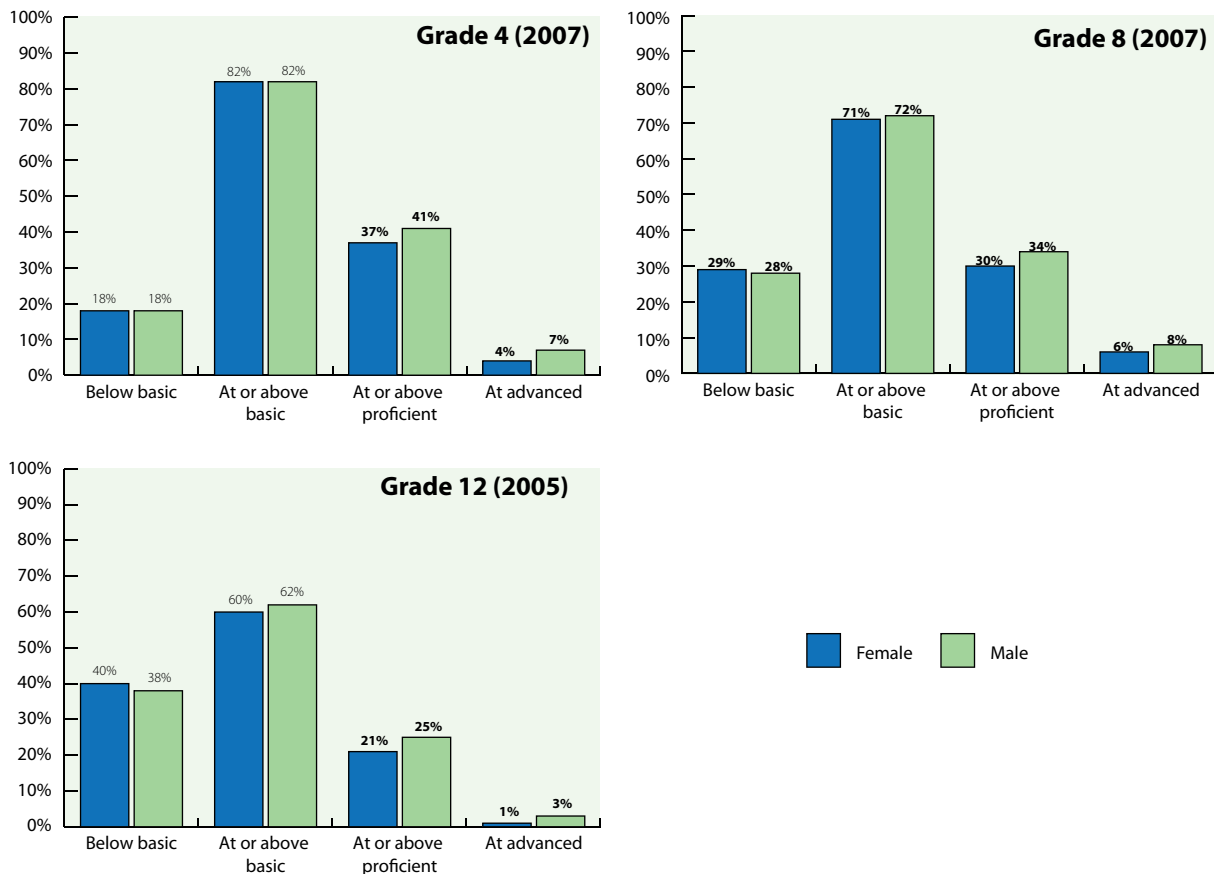 Grade 4 (2007)
100%
90%
80%
70%
60%
50%
40%
30%
20%
10%
0%
18% 18%
82% 82%
37% 41%
4% 7%
Below basic
At or above
basic
At or above
proficient
At advanced
Grade 8 (2007)
100%
90%
80%
70%
60%
50%
40%
30%
20%
10%
0%
29% 28%
71% 72%
30% 34%
6% 8%
Below basic
At or above
basic
At or above
proficient
At advanced
Grade 12 (2005)
100%
90%
80%
70%
60%
50%
40%
30%
20%
10%
0%
40% 38%
60% 62%
21% 25%
1% 3%
Below basic
At or above
basic
At or above
proficient
At advanced
Female Male